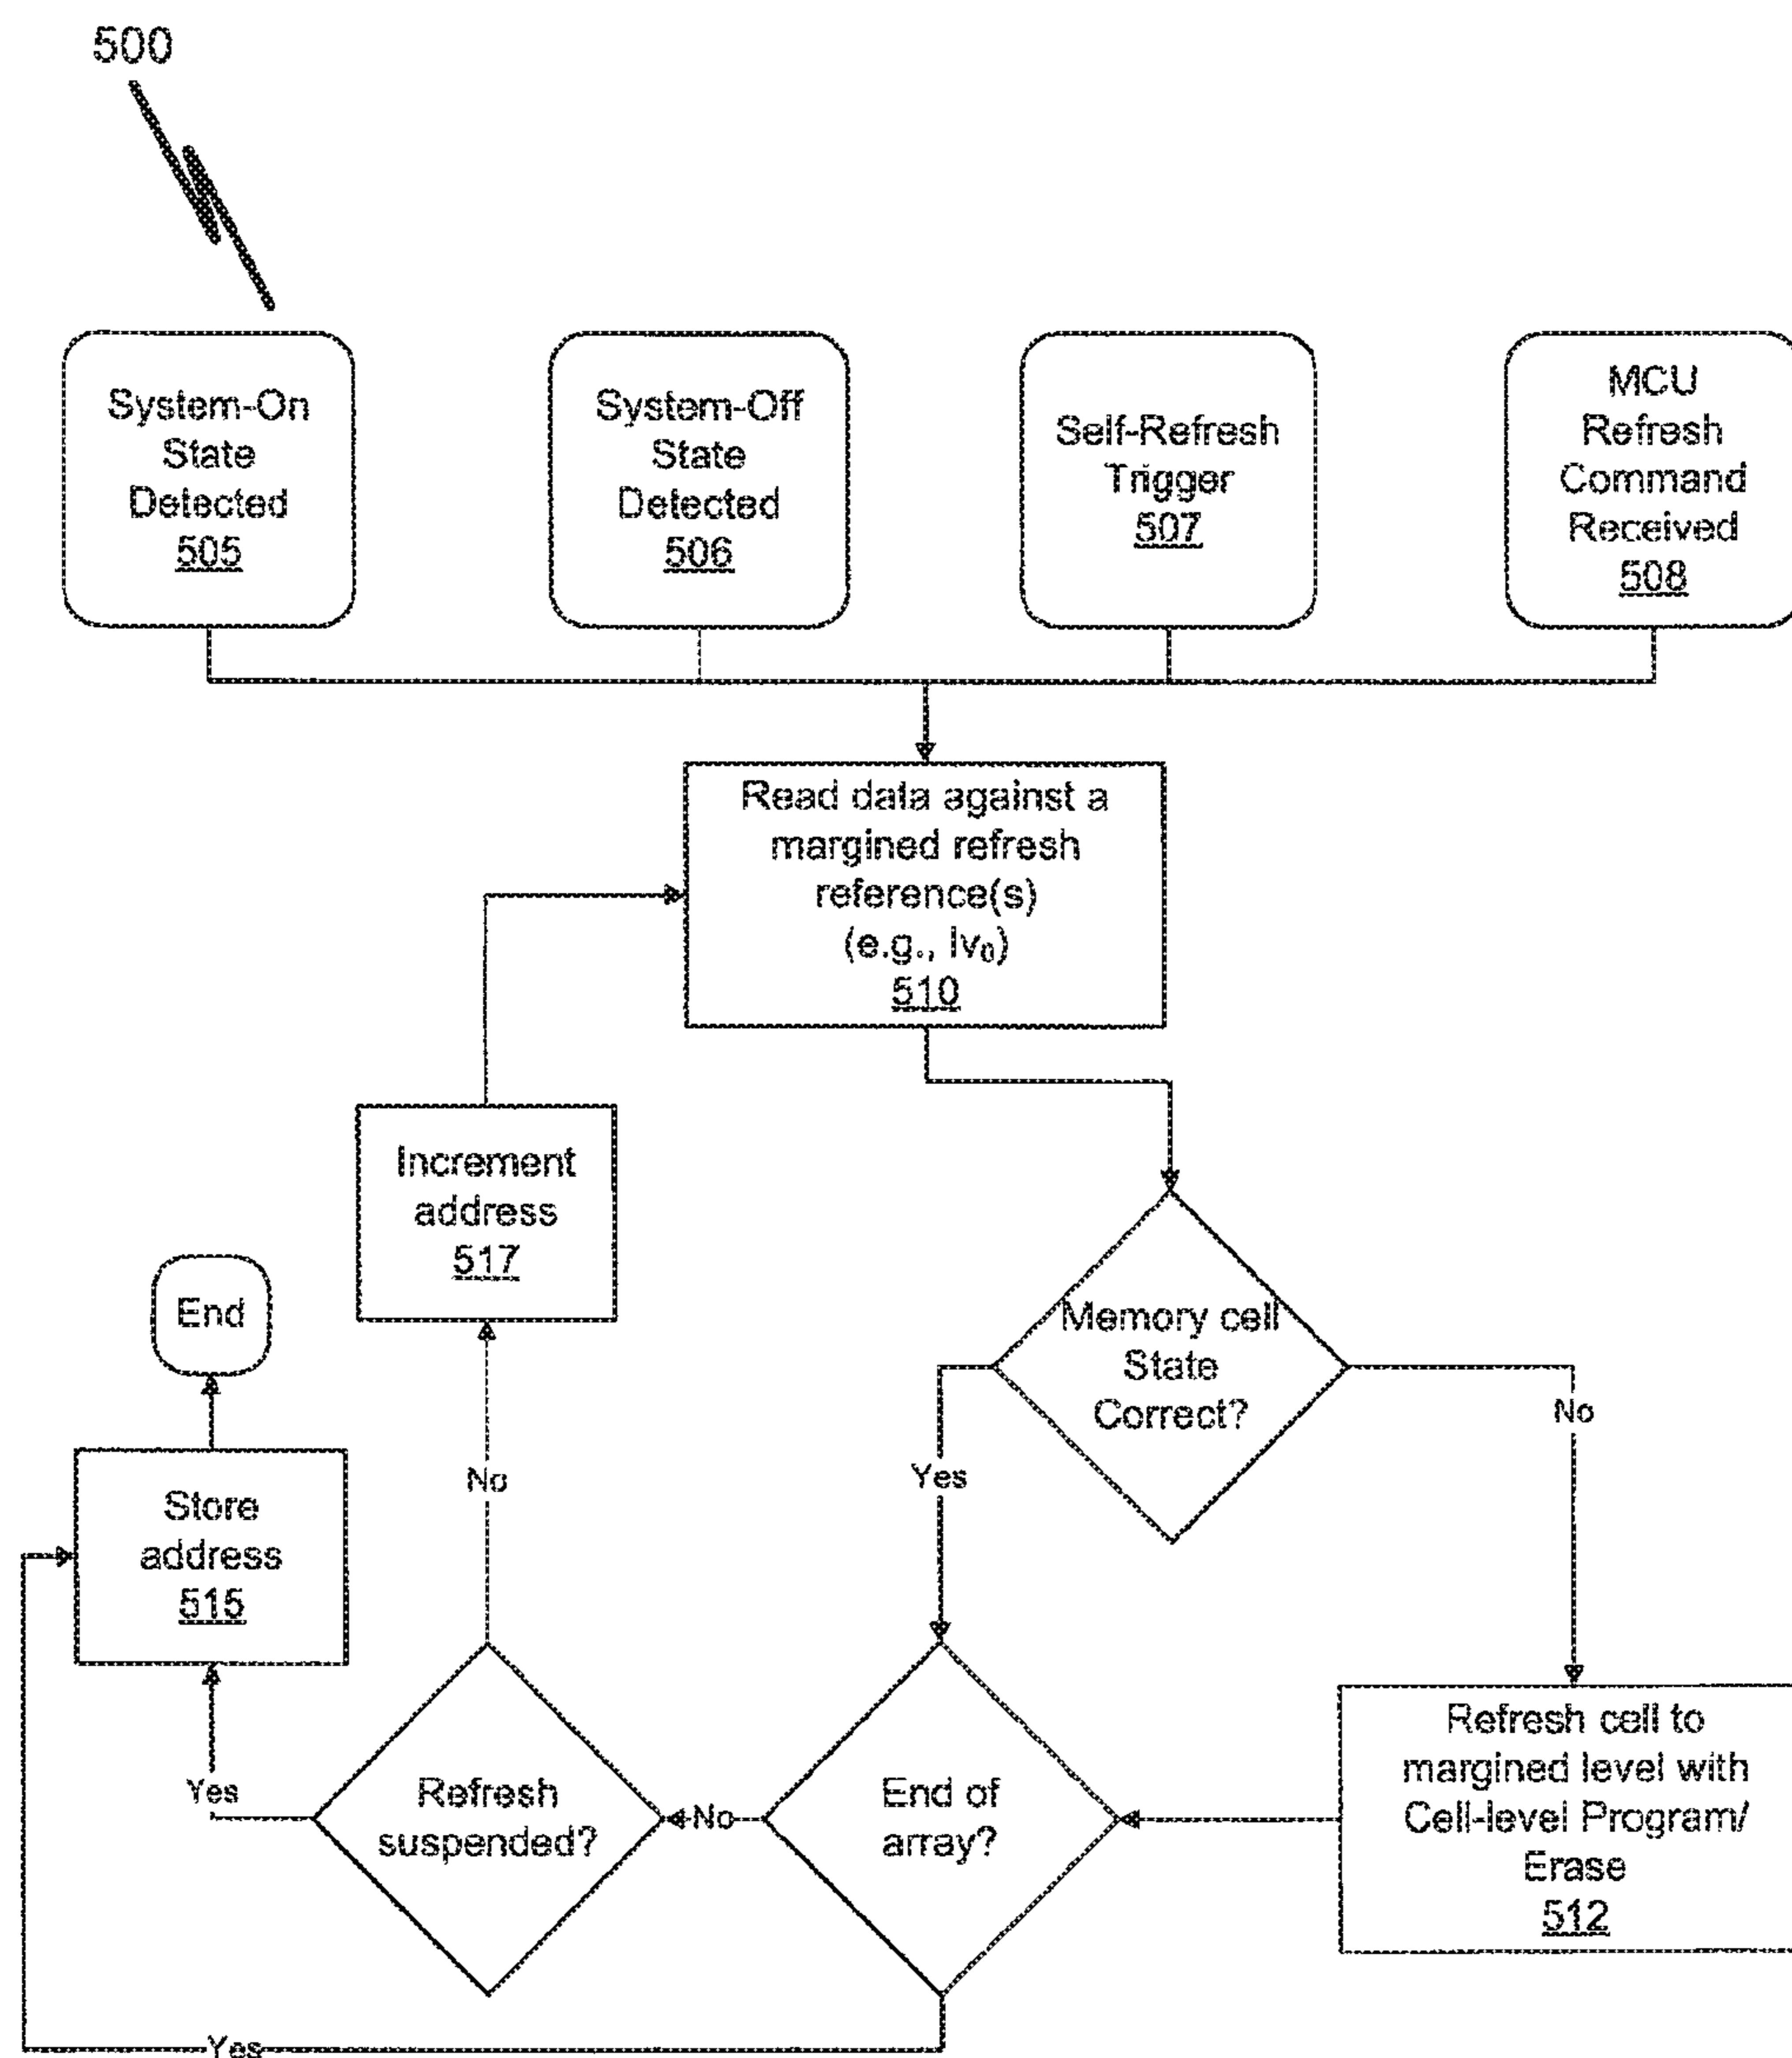 500
System-On
State
Detected
505
System-Off
State
Detected
506
Self-Refresh
Trigger
507
MCU
Refresh
Command
Received
508
Read data against a
margined refresh
reference(s)
(e.g., Iv₀)
510
Increment
address
517
End
Memory cell
State
Correct?
No
Yes
No
Store
address
515
Refresh cell to
margined level with
Cell-level Program/
Erase
512
End of
array?
No
Refresh
suspended?
Yes
Yes